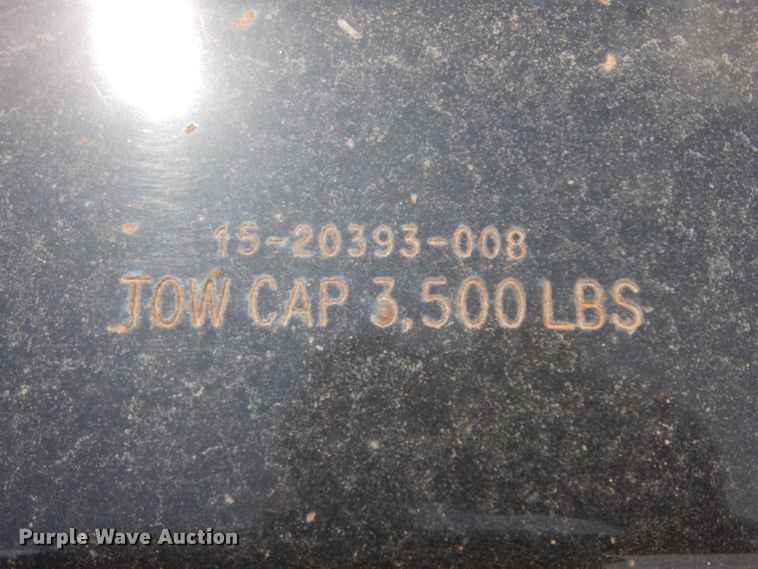 15-20393-008
TOW CAP 3,500 LBS
Purple Wave Auction